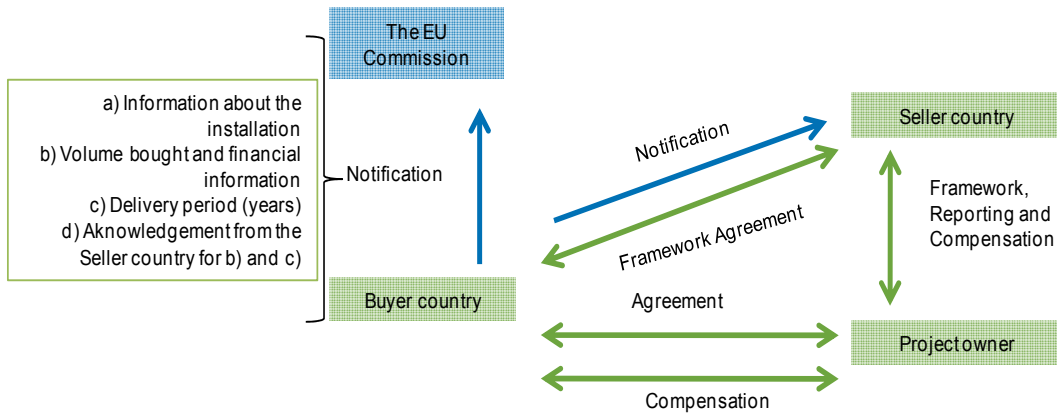 The EU
Commission
a) Information about the
installation
b) Volume bought and financial
information
c) Delivery period (years)
d) Aknowledgement from the
Seller country for b) and c)
Notification
Buyer country
Notification
Framework Agreement
Agreement
Compensation
Seller country
Framework,
Reporting and
Compensation
Project owner